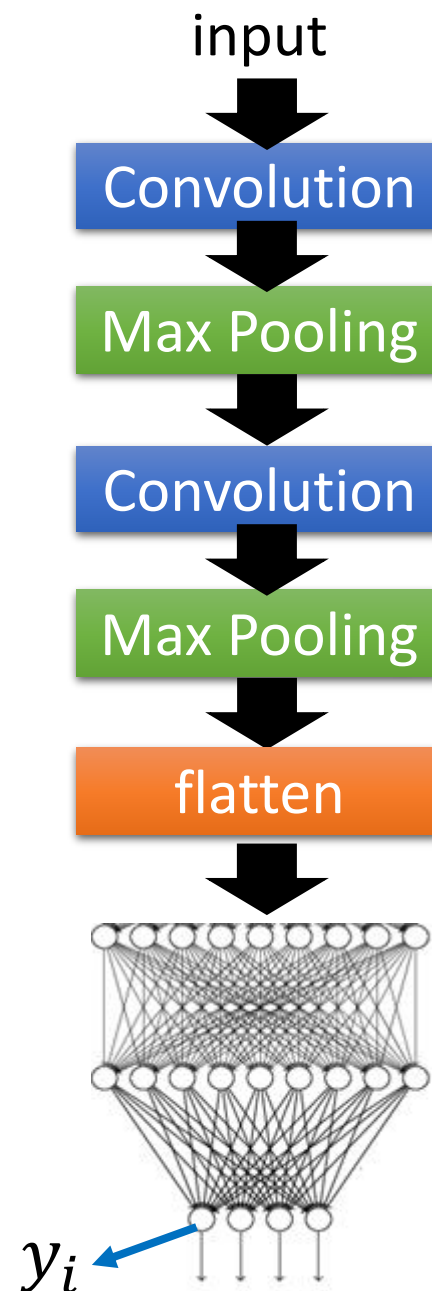 input
Convolution
Max Pooling
Convolution
Max Pooling
flatten
y_i